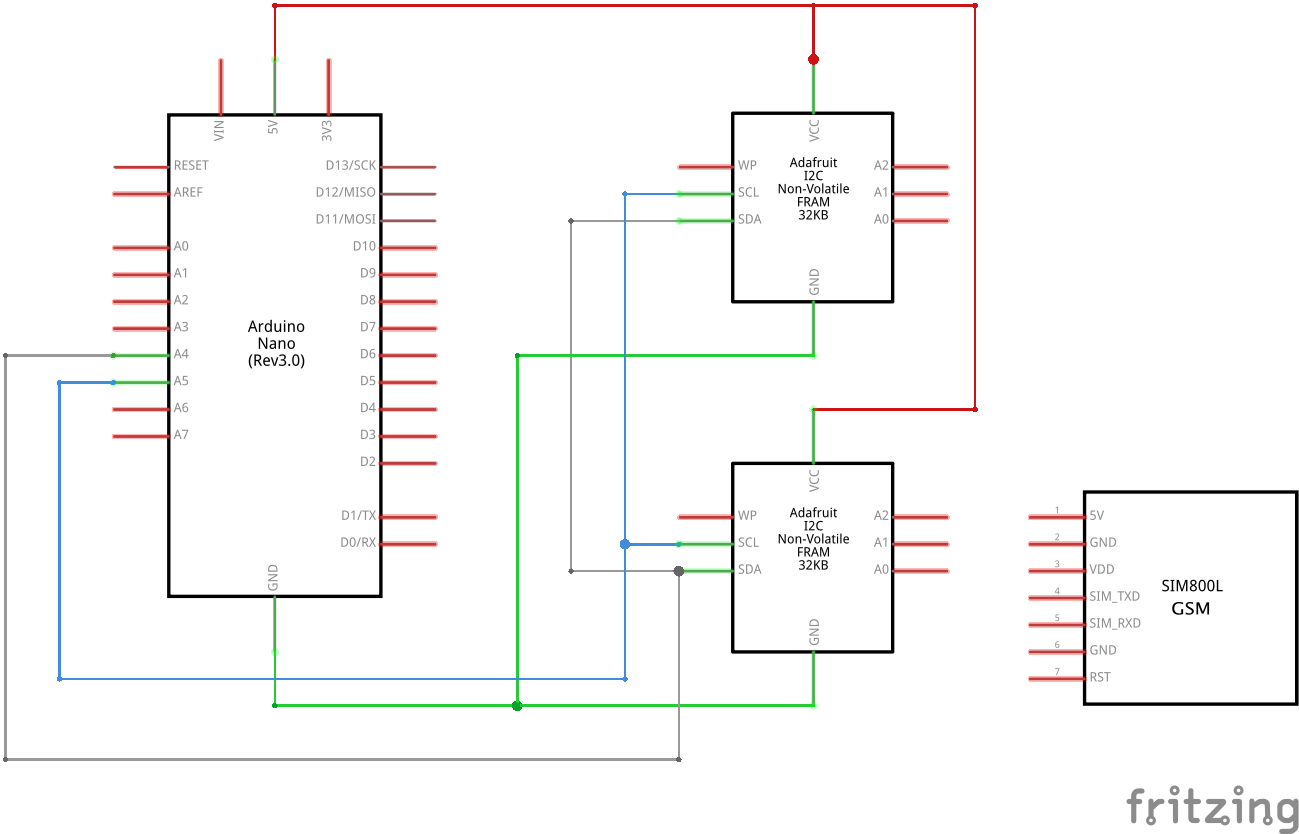 VIN
5V
3V3
RESET
AREF
A0
A1
A2
A3
A4
A5
A6
A7
D13/SCK
D12/MISO
D11/MOSI
D10
D9
D8
D7
D6
D5
D4
D3
D2
D1/TX
D0/RX
GND
Arduino
Nano
(Rev3.0)
VCC
WP
SCL
SDA
Adafruit
I2C
Non-Volatile
FRAM
32KB
A2
A1
A0
GND
VCC
WP
SCL
SDA
Adafruit
I2C
Non-Volatile
FRAM
32KB
A2
A1
A0
GND
1 5V
2 GND
3 VDD
4 SIM_TXD
5 SIM_RXD
6 GND
7 RST
SIM800L
GSM
fritzing